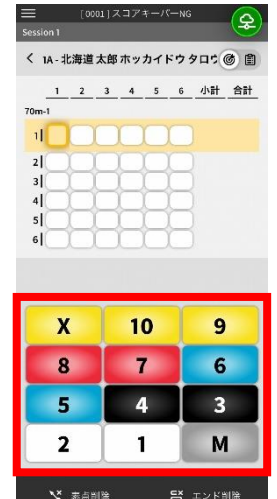 [0001]スコアキーパーNG
Session 1
1A - 北海道 太郎 ホッカイドウ タロウ
1 2 3 4 5 6 小計 合計
70m-1
1
2
3
4
5
6
X 10 9
8 7 6
5 4 3
2 1 M
素点削除 エンド削除